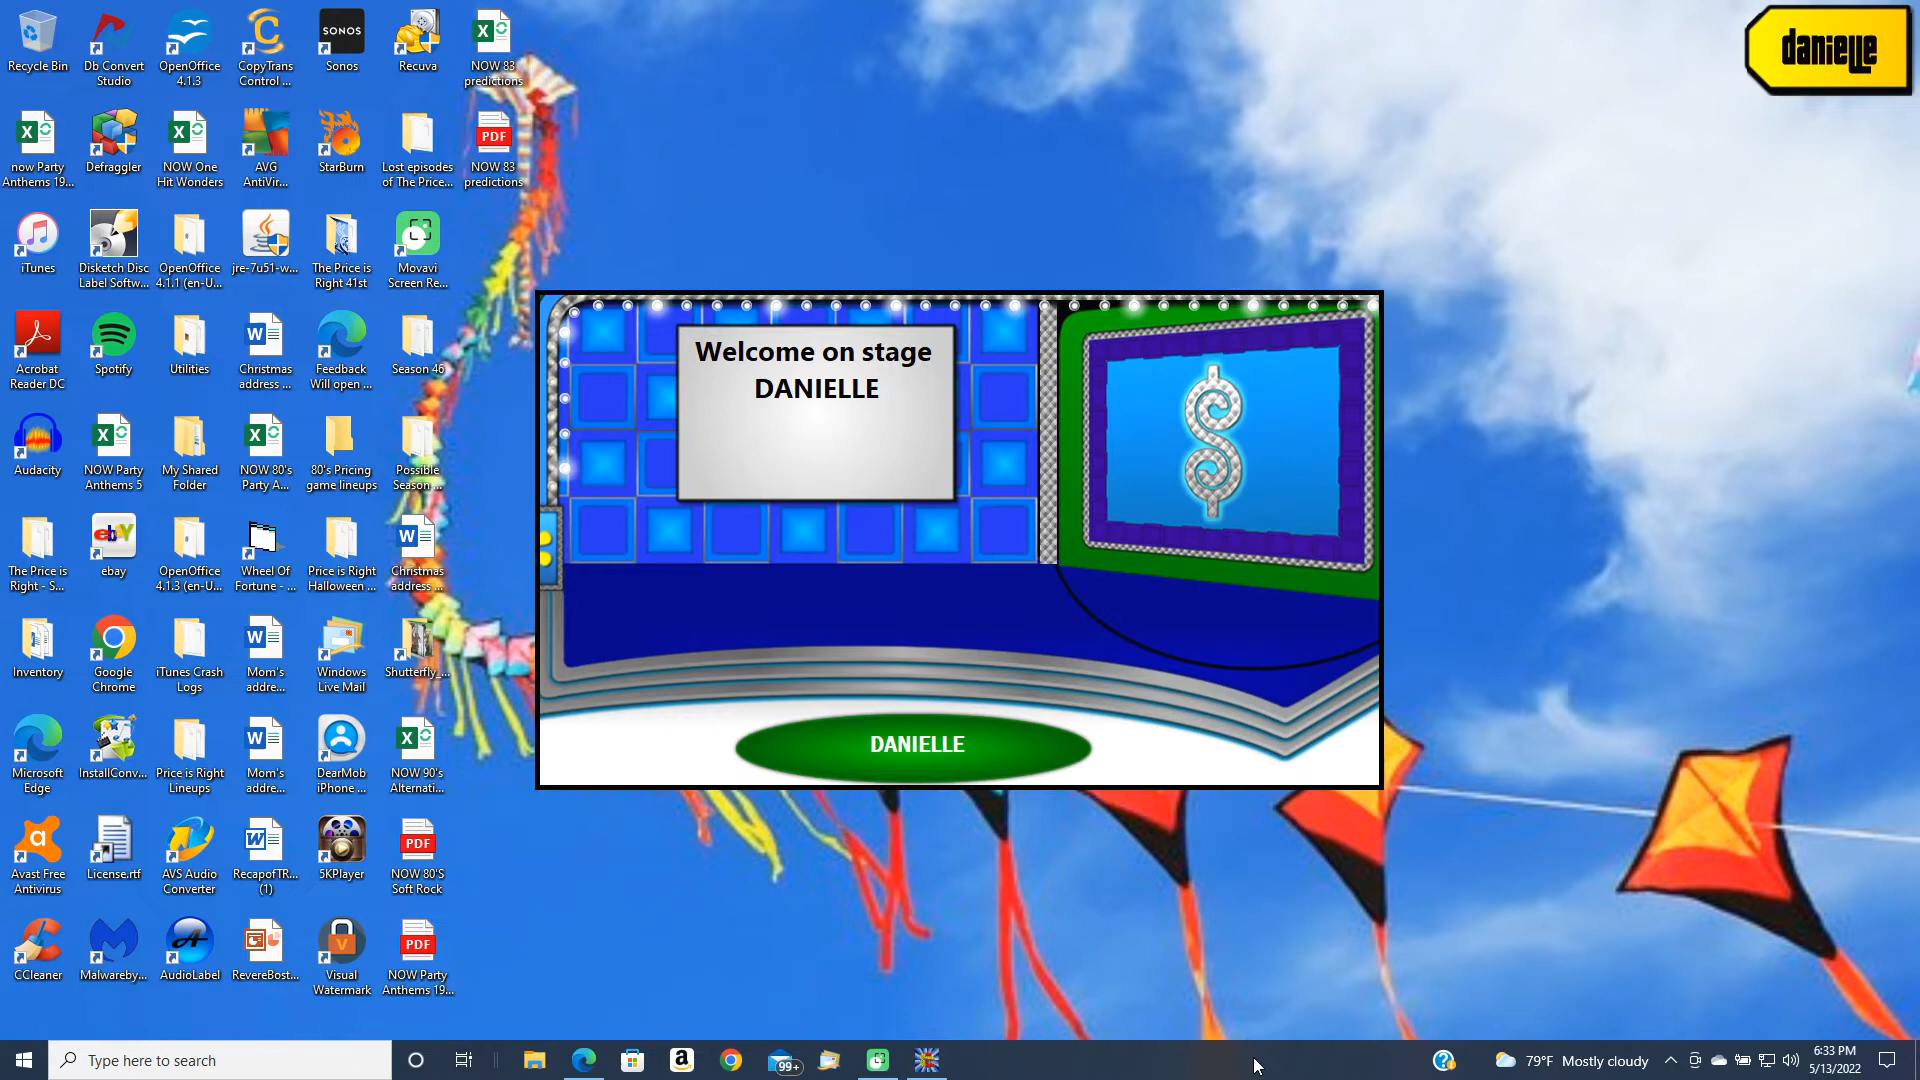 Recycle Bin
Db Convert
Studio
OpenOffice
4.1.3
CopyTrans
Control ...
SONOS
Sonos
Recuva
NOW 83
predictions
danielle
now Party
Anthems 19...
Defraggler
NOW One
Hit Wonders
AVG
AntiVir...
StarBurn
Lost episodes
of The Price...
PDF
NOW 83
predictions
iTunes
Disketch Disc
Label Softw...
OpenOffice
4.1.1 (en-U...
jre-7u51-w...
The Price is
Right 41st
Movavi
Screen Re...
Acrobat
Reader DC
Spotify
Utilities
Christmas
address ...
Feedback
Will open ...
Season 46
Audacity
NOW Party
Anthems 5
My Shared
Folder
NOW 80's
Party A...
80's Pricing
game lineups
Possible
Season ...
The Price is
Right - S...
ebay
ebay
OpenOffice
4.1.3 (en-U...
Wheel Of
Fortune - ...
Price is Right
Halloween ...
Christmas
address ...
Inventory
Google
Chrome
iTunes Crash
Logs
Mom's
addre...
Windows
Live Mail
Shutterfly_...
Microsoft
Edge
InstallConv...
Price is Right
Lineups
Mom's
addre...
DearMob
iPhone ...
NOW 90's
Alternati...
Avast Free
Antivirus
License.rtf
AVS Audio
Converter
RecapofTR...
(1)
5KPlayer
PDF
NOW 80'S
Soft Rock
CCleaner
Malwareby...
AudioLabel
RevereBost...
Visual
Watermark
PDF
NOW Party
Anthems 19...
Welcome on stage
DANIELLE
DANIELLE
Type here to search
99+
79°F Mostly cloudy
6:33 PM
5/13/2022